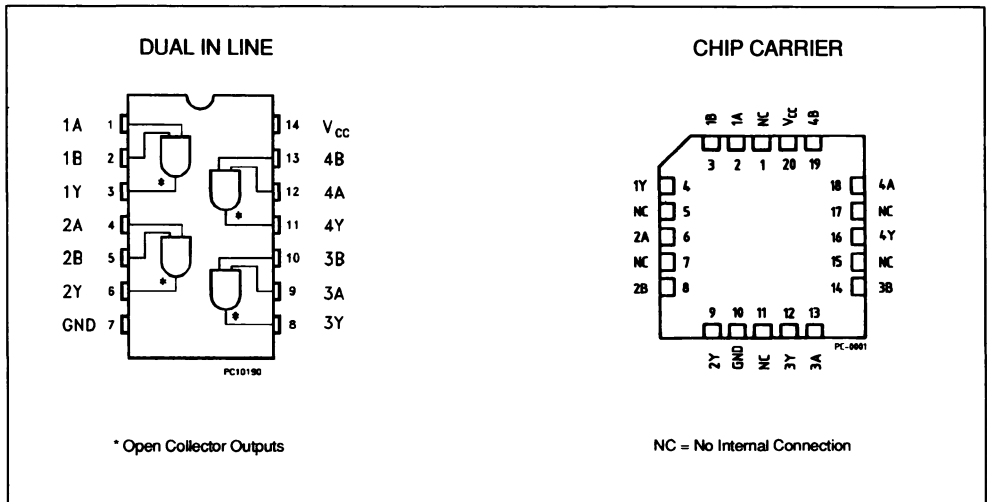 DUAL IN LINE
1A 1 14 Vcc
1B 2 13 4B
1Y 3 12 4A
*
2A 4 11 4Y
*
2B 5 10 3B
2Y 6 9 3A
*
GND 7 8 3Y
*
PC10190
* Open Collector Outputs
CHIP CARRIER
1B 1A NC Vcc 4B
3 2 1 20 19
1Y 4 18 4A
NC 5 17 NC
2A 6 16 4Y
NC 7 15 NC
2B 8 14 3B
9 10 11 12 13
2Y GND NC 3Y 3A
PC-0001
NC = No Internal Connection